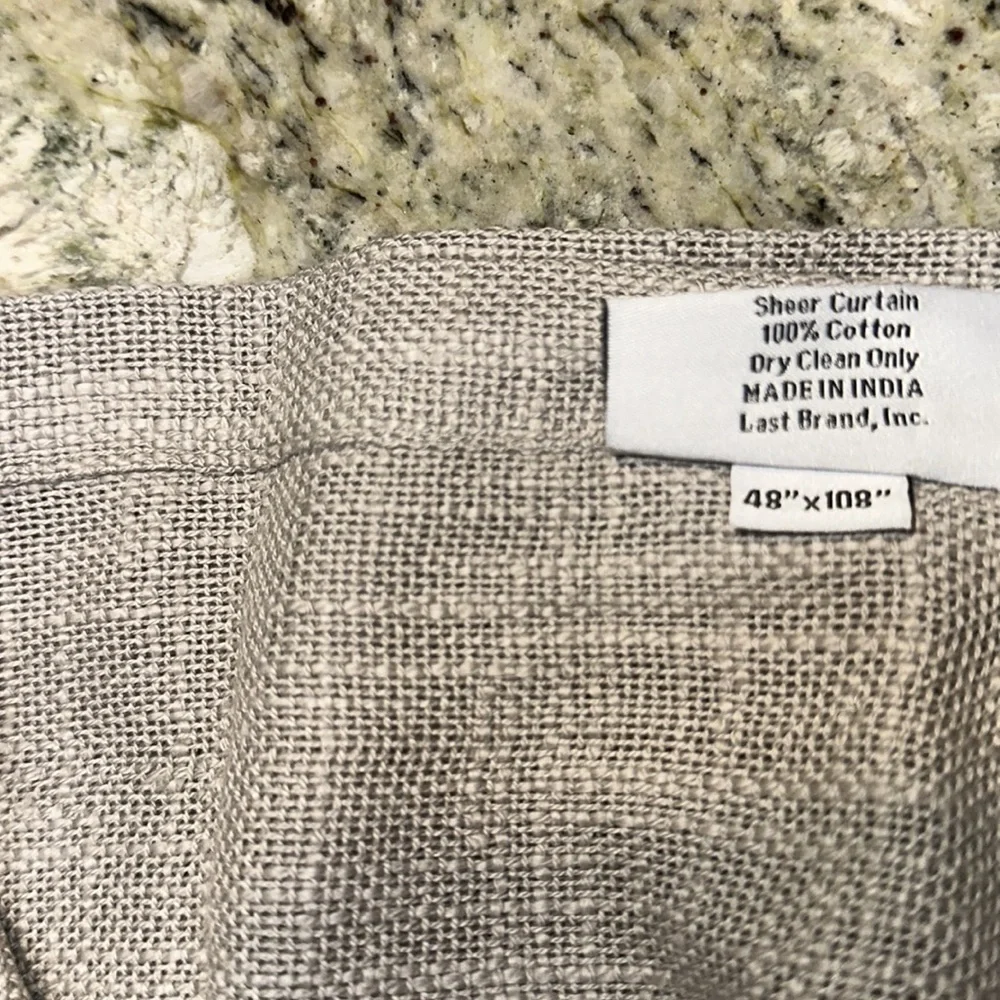 Sheer Curtain
100% Cotton
Dry Clean Only
MADE IN INDIA
Last Brand, Inc.
48"x108"